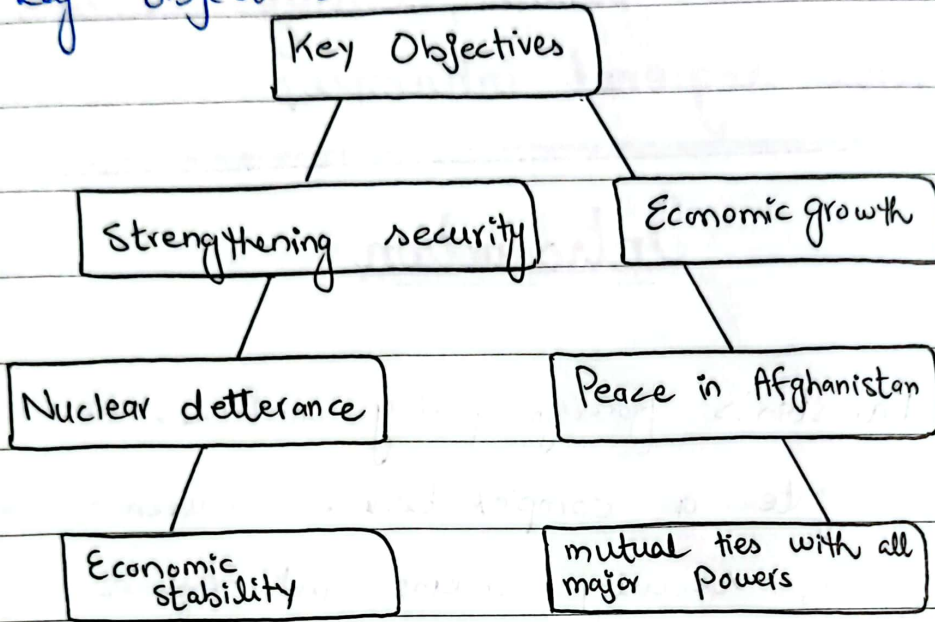 Key Objectives
Strengthening security
Economic growth
Nuclear detterance
Peace in Afghanistan
Economic
stability
mutual ties with all
major Powers